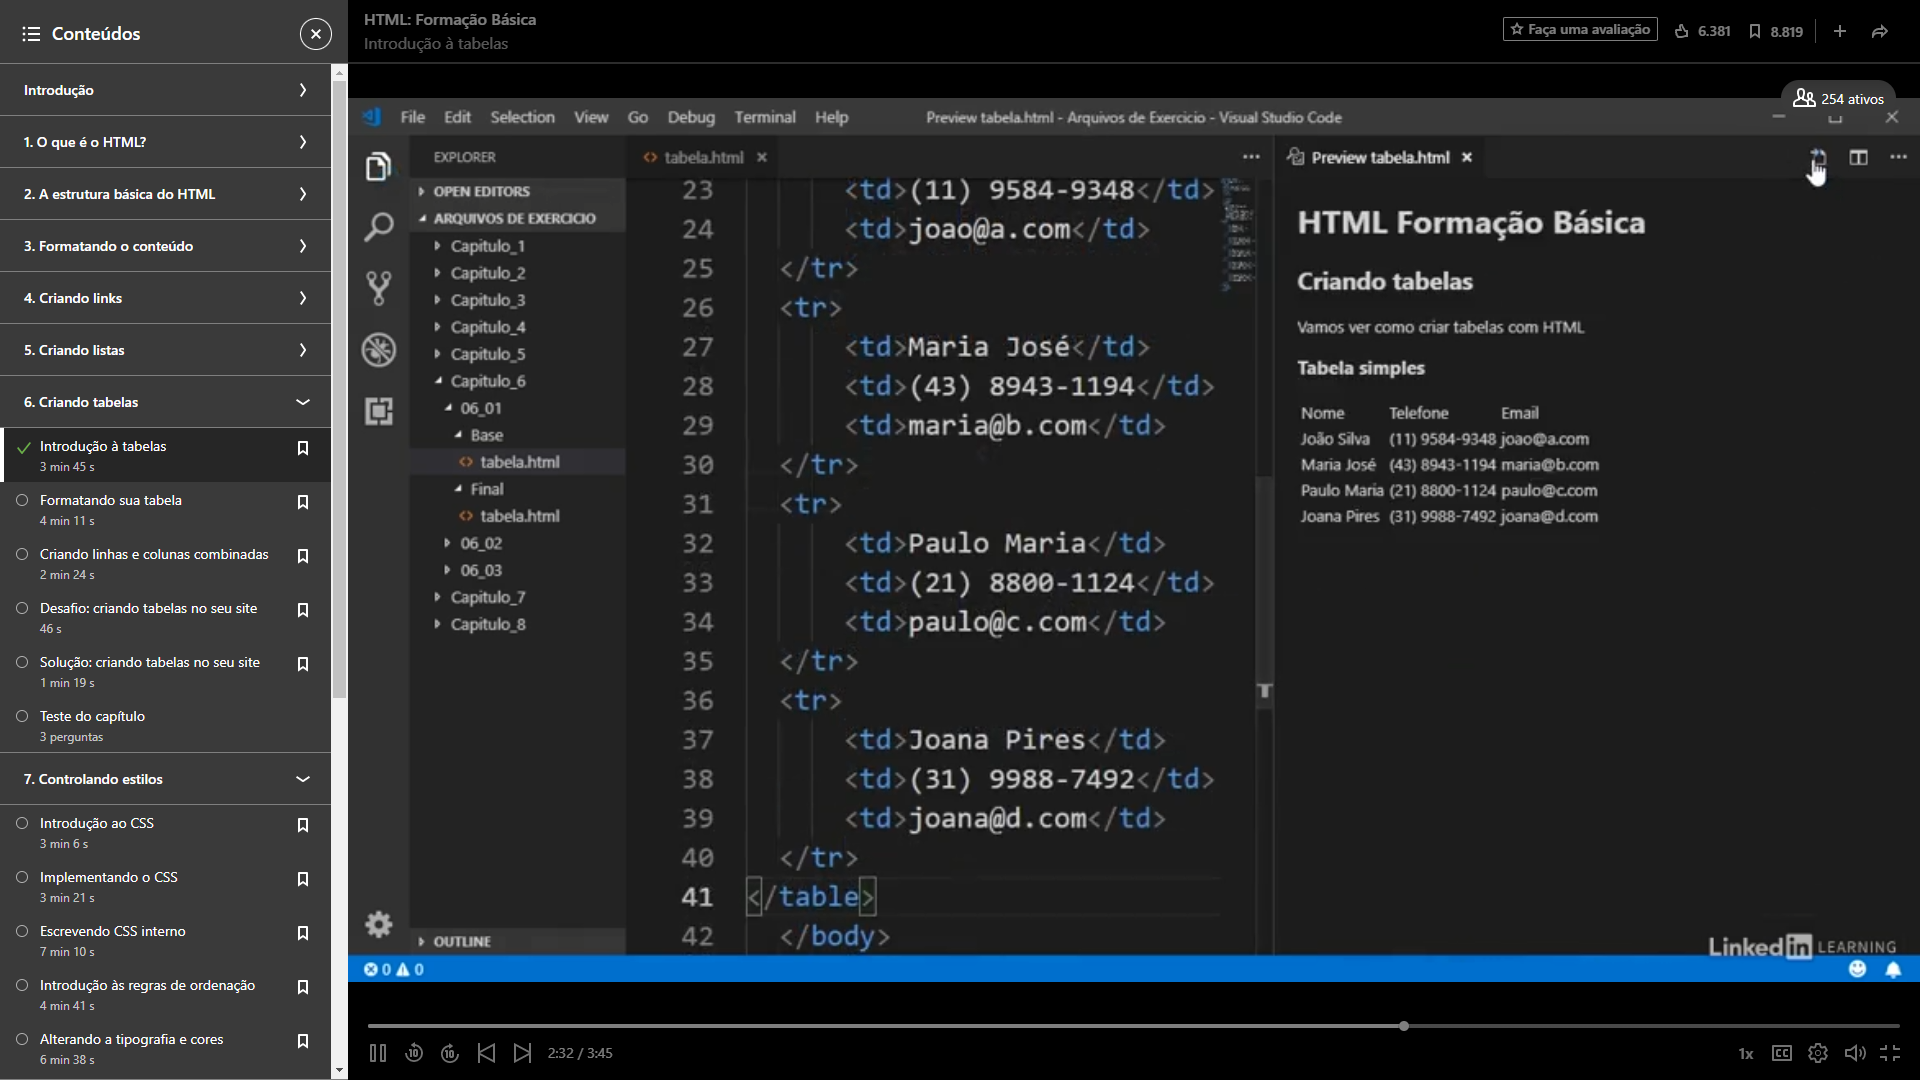 Conteúdos
Introdução
1. O que é o HTML?
2. A estrutura básica do HTML
3. Formatando o conteúdo
4. Criando links
5. Criando listas
6. Criando tabelas
Introdução à tabelas
3 min 45 s
Formatando sua tabela
4 min 11 s
Criando linhas e colunas combinadas
2 min 24 s
Desafio: criando tabelas no seu site
46 s
Solução: criando tabelas no seu site
1 min 19 s
Teste do capítulo
3 perguntas
7. Controlando estilos
Introdução ao CSS
3 min 6 s
Implementando o CSS
3 min 21 s
Escrevendo CSS interno
7 min 10 s
Introdução às regras de ordenação
4 min 41 s
Alterando a tipografia e cores
6 min 38 s
HTML: Formação Básica
Introdução à tabelas
Faça uma avaliação 6.381 8.819
254 ativos
File Edit Selection View Go Debug Terminal Help Preview tabela.html - Arquivos de Exercicio - Visual Studio Code
EXPLORER
OPEN EDITORS
ARQUIVOS DE EXERCICIO
Capitulo_1
Capitulo_2
Capitulo_3
Capitulo_4
Capitulo_5
Capitulo_6
06_01
Base
tabela.html
Final
tabela.html
06_02
06_03
Capitulo_7
Capitulo_8
OUTLINE
tabela.html
23 <td>(11) 9584-9348</td>
24 <td>joao@a.com</td>
25 </tr>
26 <tr>
27 <td>Maria José</td>
28 <td>(43) 8943-1194</td>
29 <td>maria@b.com</td>
30 </tr>
31 <tr>
32 <td>Paulo Maria</td>
33 <td>(21) 8800-1124</td>
34 <td>paulo@c.com</td>
35 </tr>
36 <tr>
37 <td>Joana Pires</td>
38 <td>(31) 9988-7492</td>
39 <td>joana@d.com</td>
40 </tr>
41 </table>
42 </body>
Preview tabela.html
HTML Formação Básica
Criando tabelas
Vamos ver como criar tabelas com HTML
Tabela simples
Nome Telefone Email
João Silva (11) 9584-9348 joao@a.com
Maria José (43) 8943-1194 maria@b.com
Paulo Maria (21) 8800-1124 paulo@c.com
Joana Pires (31) 9988-7492 joana@d.com
Linked in LEARNING
0 0
10 10 2:32 / 3:45 1x CC